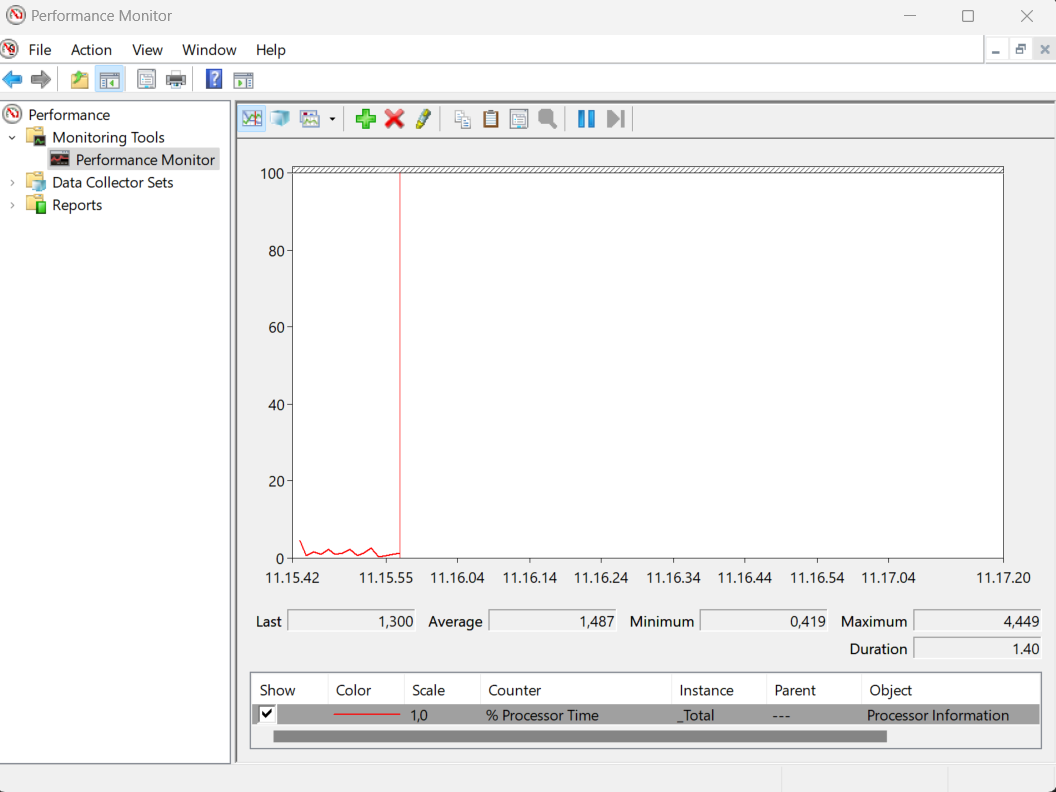 Performance Monitor
File Action View Window Help
Performance
Monitoring Tools
Performance Monitor
Data Collector Sets
Reports
100
80
60
40
20
0
11.15.42 11.15.55 11.16.04 11.16.14 11.16.24 11.16.34 11.16.44 11.16.54 11.17.04 11.17.20
Last 1,300 Average 1,487 Minimum 0,419 Maximum 4,449
Duration 1.40
Show Color Scale Counter Instance Parent Object
1,0 % Processor Time _Total --- Processor Information